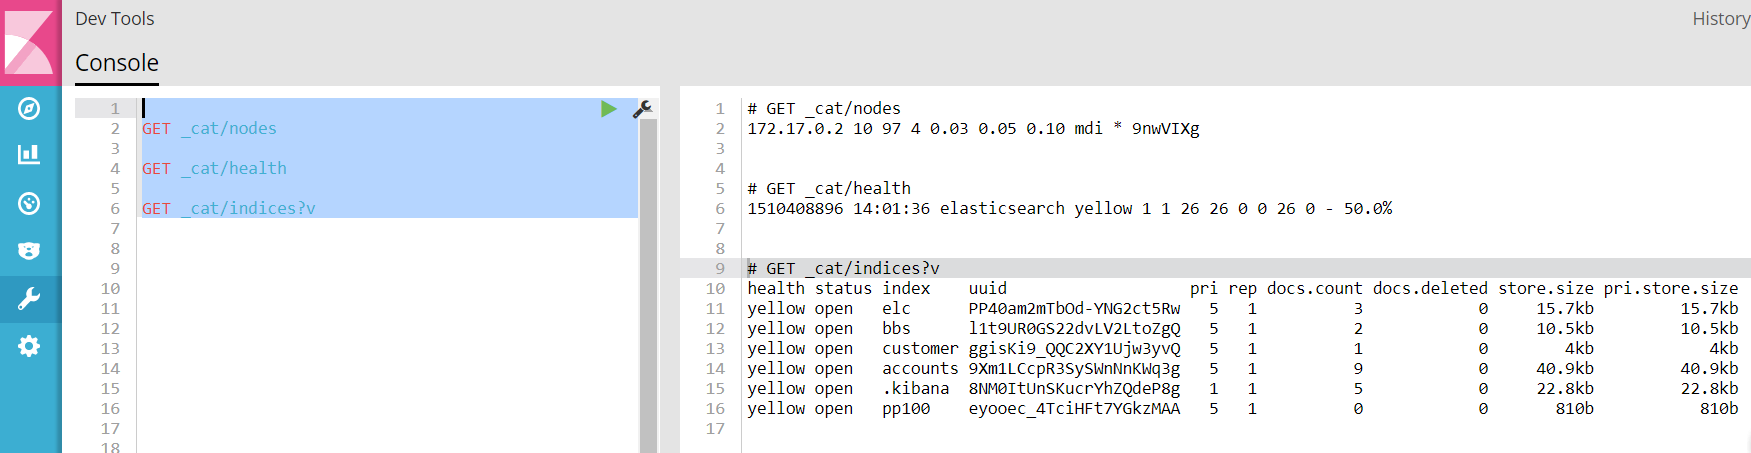 Dev Tools
History
Console
1
2 GET _cat/nodes
3
4 GET _cat/health
5
6 GET _cat/indices?v
7
8
9
10
11
12
13
14
15
16
17
18
1 # GET _cat/nodes
2 172.17.0.2 10 97 4 0.03 0.05 0.10 mdi * 9nwVIXg
3
4
5 # GET _cat/health
6 1510408896 14:01:36 elasticsearch yellow 1 1 26 26 0 0 26 0 - 50.0%
7
8
9 # GET _cat/indices?v
10 health status index uuid pri rep docs.count docs.deleted store.size pri.store.size
11 yellow open elc PP40am2mTbOd-YNG2ct5Rw 5 1 3 0 15.7kb 15.7kb
12 yellow open bbs l1t9UR0GS22dvLV2LtoZgQ 5 1 2 0 10.5kb 10.5kb
13 yellow open customer ggisKi9_QQC2XY1Ujw3yvQ 5 1 1 0 4kb 4kb
14 yellow open accounts 9Xm1LCcpR3SySWnNnKWq3g 5 1 9 0 40.9kb 40.9kb
15 yellow open .kibana 8NM0ItUnSKucrYhZQdeP8g 1 1 5 0 22.8kb 22.8kb
16 yellow open pp100 eyooec_4TciHFt7YGkzMAA 5 1 0 0 810b 810b
17